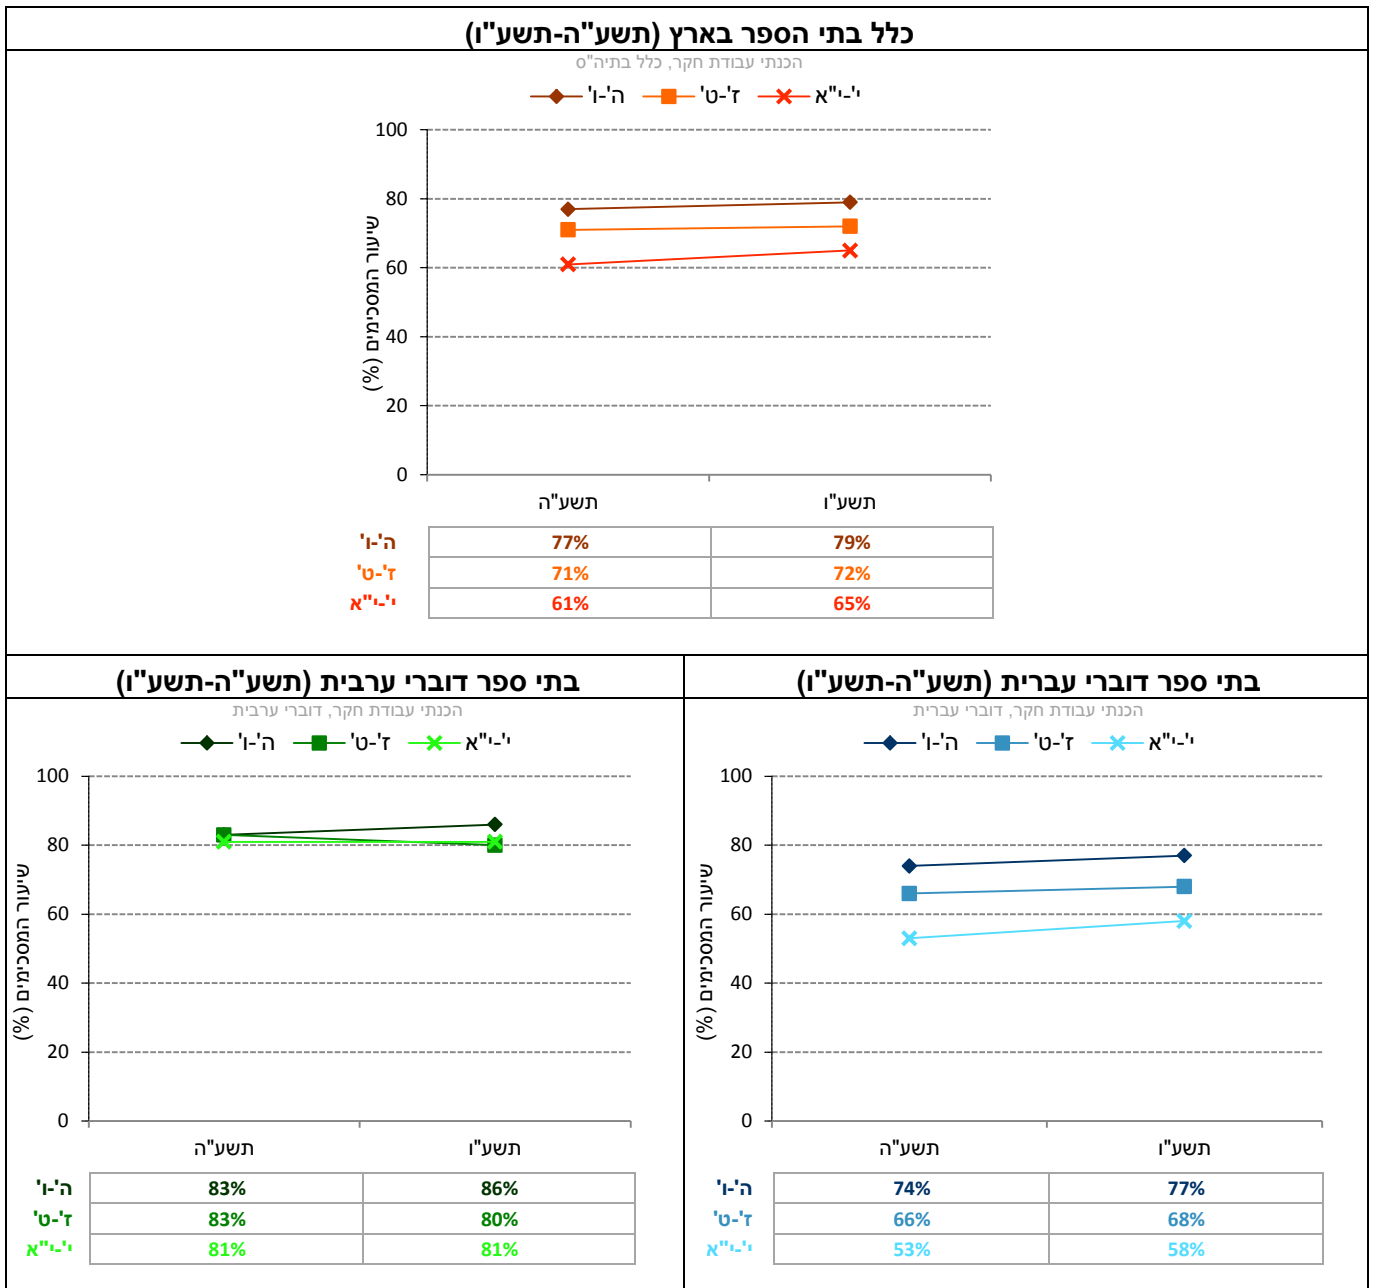 כלל בתי הספר בארץ (תשע"ה-תשע"ו)
הכנתי עבודת חקר, כלל בתיה"ס
ה'-ו' ז'-ט' י'-י"א
שיעור המסכימים (%)
100
80
60
40
20
0
תשע"ה תשע"ו
ה'-ו' 77% 79%
ז'-ט' 71% 72%
י'-י"א 61% 65%
בתי ספר דוברי עברית (תשע"ה-תשע"ו)
הכנתי עבודת חקר, דוברי עברית
ה'-ו' ז'-ט' י'-י"א
שיעור המסכימים (%)
100
80
60
40
20
0
תשע"ה תשע"ו
ה'-ו' 74% 77%
ז'-ט' 66% 68%
י'-י"א 53% 58%
בתי ספר דוברי ערבית (תשע"ה-תשע"ו)
הכנתי עבודת חקר, דוברי ערבית
ה'-ו' ז'-ט' י'-י"א
שיעור המסכימים (%)
100
80
60
40
20
0
תשע"ה תשע"ו
ה'-ו' 83% 86%
ז'-ט' 83% 80%
י'-י"א 81% 81%